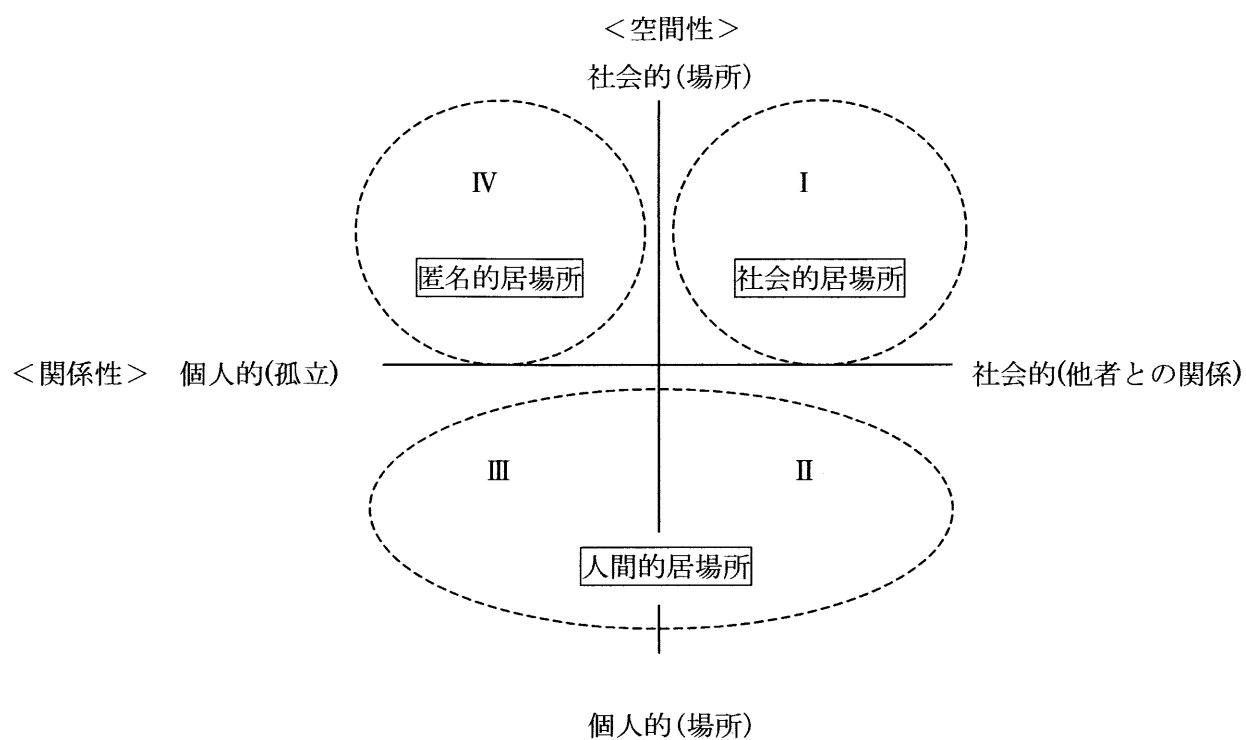 <空間性>
社会的(場所)
Ⅳ
Ⅰ
匿名的居場所
社会的居場所
<関係性> 個人的(孤立)
社会的(他者との関係)
Ⅲ
Ⅱ
人間的居場所
個人的(場所)